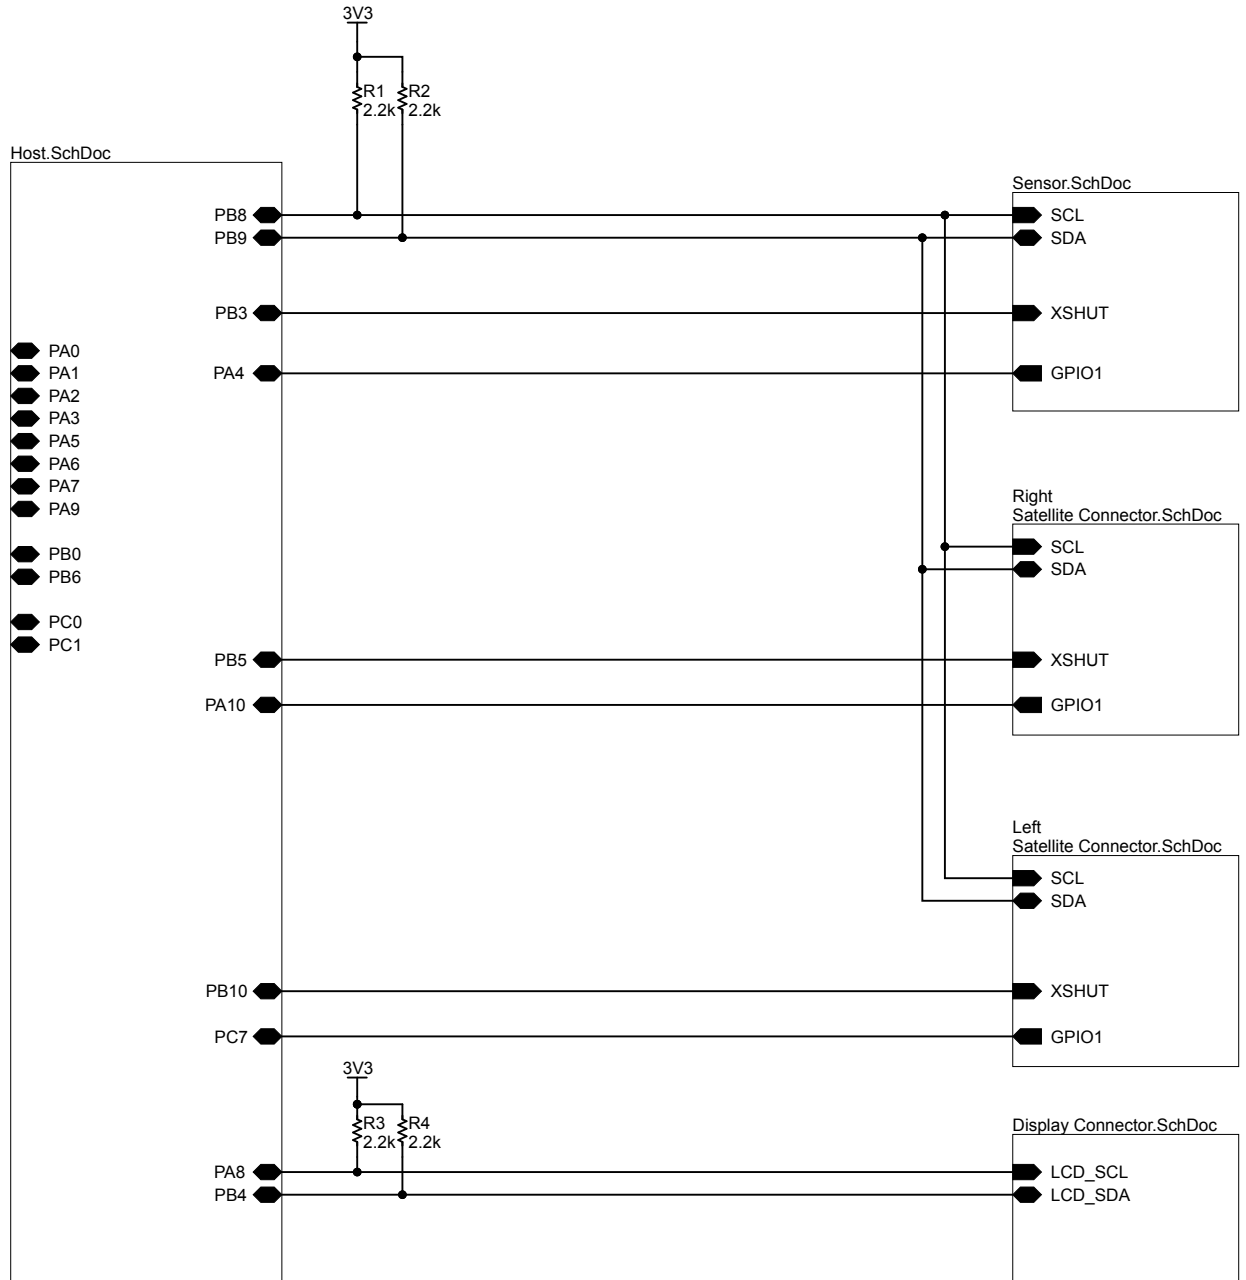 3V3
R1
2.2k
R2
2.2k
Host.SchDoc
PB8
PB9
PB3
PA4
PA0
PA1
PA2
PA3
PA5
PA6
PA7
PA9
PB0
PB6
PC0
PC1
PB5
PA10
PB10
PC7
PA8
PB4
Sensor.SchDoc
SCL
SDA
XSHUT
GPIO1
Right
Satellite Connector.SchDoc
SCL
SDA
XSHUT
GPIO1
Left
Satellite Connector.SchDoc
SCL
SDA
XSHUT
GPIO1
3V3
R3
2.2k
R4
2.2k
Display Connector.SchDoc
LCD_SCL
LCD_SDA